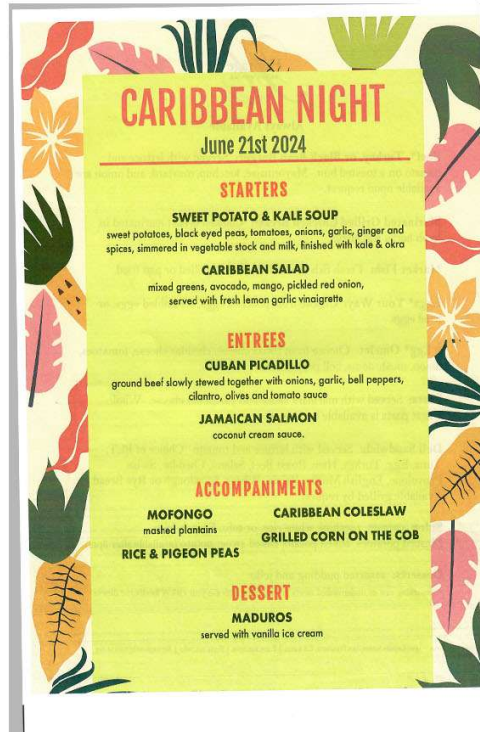 CARIBBEAN NIGHT
June 21st 2024
STARTERS
SWEET POTATO & KALE SOUP
sweet potatoes, black eyed peas, tomatoes, onions, garlic, ginger and
spices, simmered in vegetable stock and milk, finished with kale & okra
CARIBBEAN SALAD
mixed greens, avocado, mango, pickled red onion,
served with fresh lemon garlic vinaigrette
ENTREES
CUBAN PICADILLO
ground beef slowly stewed together with onions, garlic, bell peppers,
cilantro, olives and tomato sauce
JAMAICAN SALMON
coconut cream sauce.
ACCOMPANIMENTS
MOFONGO
mashed plantains
RICE & PIGEON PEAS
CARIBBEAN COLESLAW
GRILLED CORN ON THE COB
DESSERT
MADUROS
served with vanilla ice cream